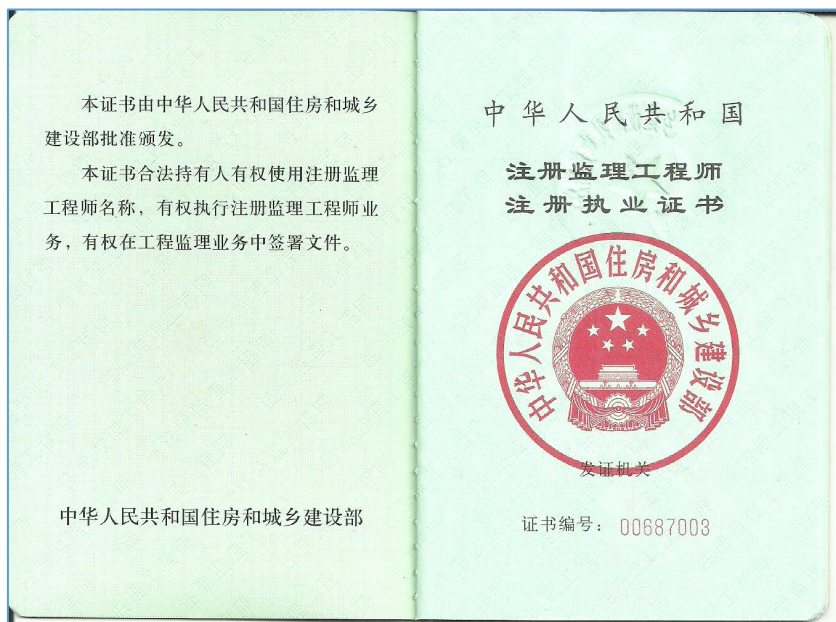 本证书由中华人民共和国住房和城乡
建设部批准颁发。
本证书合法持有人有权使用注册监理
工程师名称，有权执行注册监理工程师业
务，有权在工程监理业务中签署文件。
中华人民共和国住房和城乡建设部
中华人民共和国
注册监理工程师
注册执业证书
中华人民共和国住房和城乡建设部
发证机关
证书编号：00687003